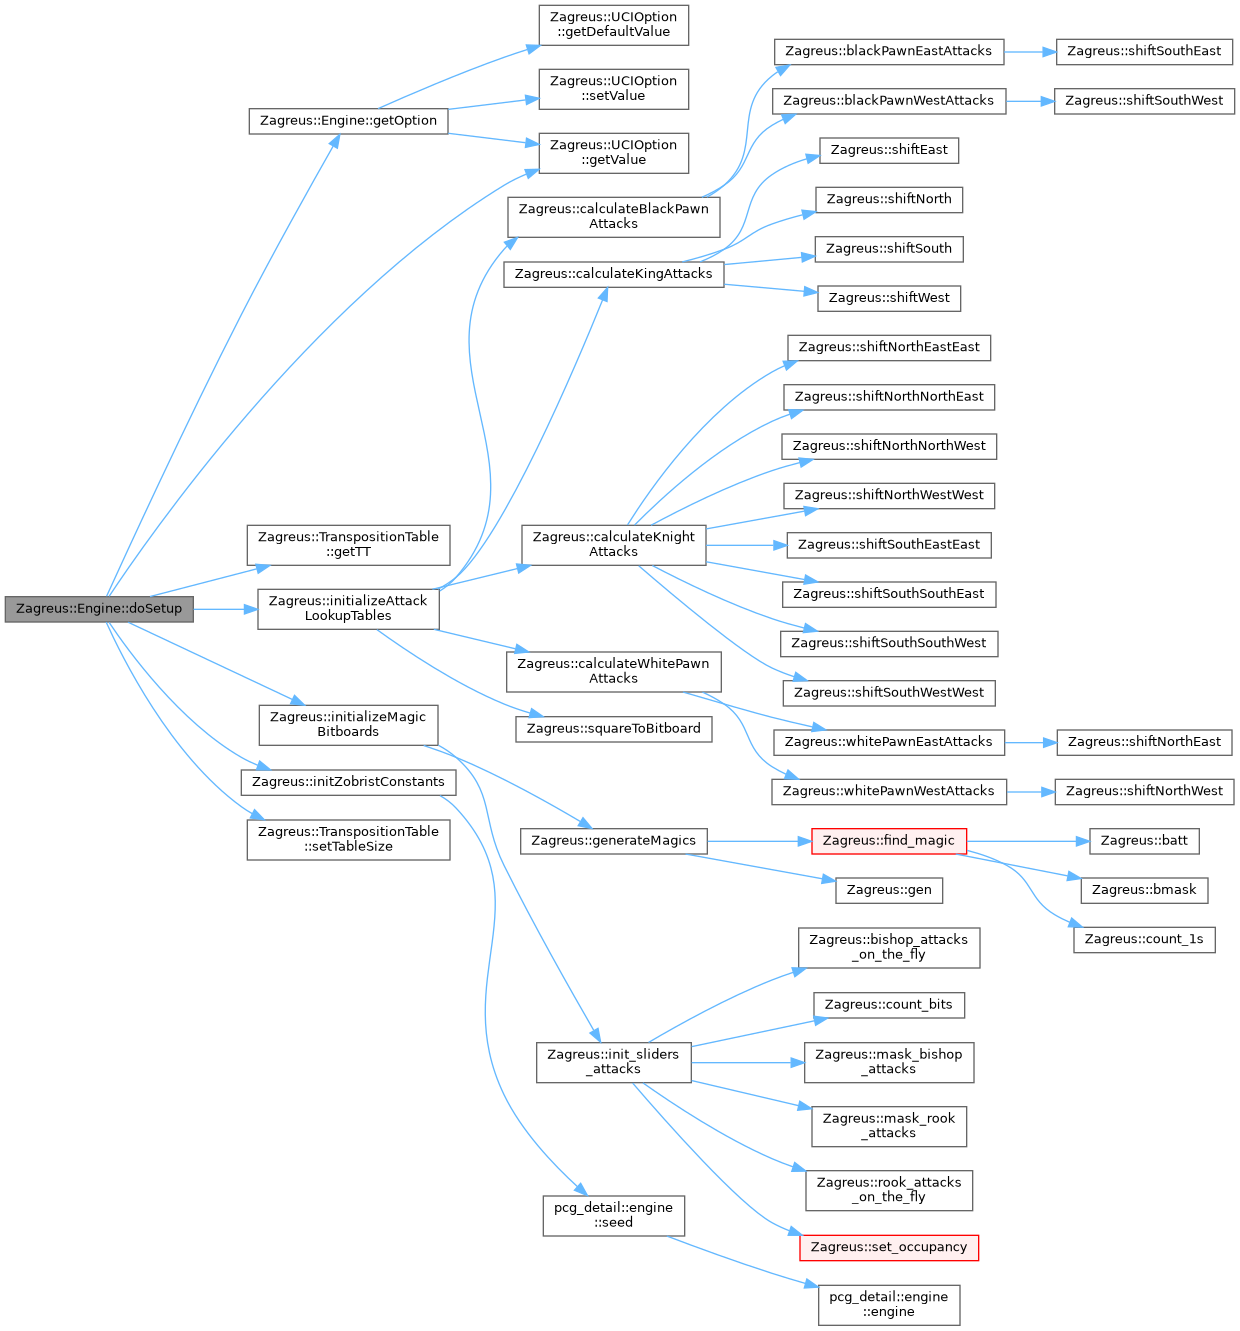 Zagreus::Engine::doSetup
Zagreus::Engine::getOption
Zagreus::UCIOption
::getDefaultValue
Zagreus::UCIOption
::setValue
Zagreus::UCIOption
::getValue
Zagreus::TranspositionTable
::getTT
Zagreus::initializeAttack
LookupTables
Zagreus::calculateBlackPawn
Attacks
Zagreus::blackPawnEastAttacks
Zagreus::shiftSouthEast
Zagreus::blackPawnWestAttacks
Zagreus::shiftSouthWest
Zagreus::calculateKingAttacks
Zagreus::shiftEast
Zagreus::shiftNorth
Zagreus::shiftSouth
Zagreus::shiftWest
Zagreus::calculateKnight
Attacks
Zagreus::shiftNorthEastEast
Zagreus::shiftNorthNorthEast
Zagreus::shiftNorthNorthWest
Zagreus::shiftNorthWestWest
Zagreus::shiftSouthEastEast
Zagreus::shiftSouthSouthEast
Zagreus::shiftSouthSouthWest
Zagreus::shiftSouthWestWest
Zagreus::calculateWhitePawn
Attacks
Zagreus::whitePawnEastAttacks
Zagreus::shiftNorthEast
Zagreus::whitePawnWestAttacks
Zagreus::shiftNorthWest
Zagreus::squareToBitboard
Zagreus::initializeMagic
Bitboards
Zagreus::generateMagics
Zagreus::find_magic
Zagreus::batt
Zagreus::bmask
Zagreus::count_1s
Zagreus::gen
Zagreus::init_sliders
_attacks
Zagreus::bishop_attacks
_on_the_fly
Zagreus::count_bits
Zagreus::mask_bishop
_attacks
Zagreus::mask_rook
_attacks
Zagreus::rook_attacks
_on_the_fly
Zagreus::set_occupancy
Zagreus::initZobristConstants
pcg_detail::engine
::seed
pcg_detail::engine
::engine
Zagreus::TranspositionTable
::setTableSize